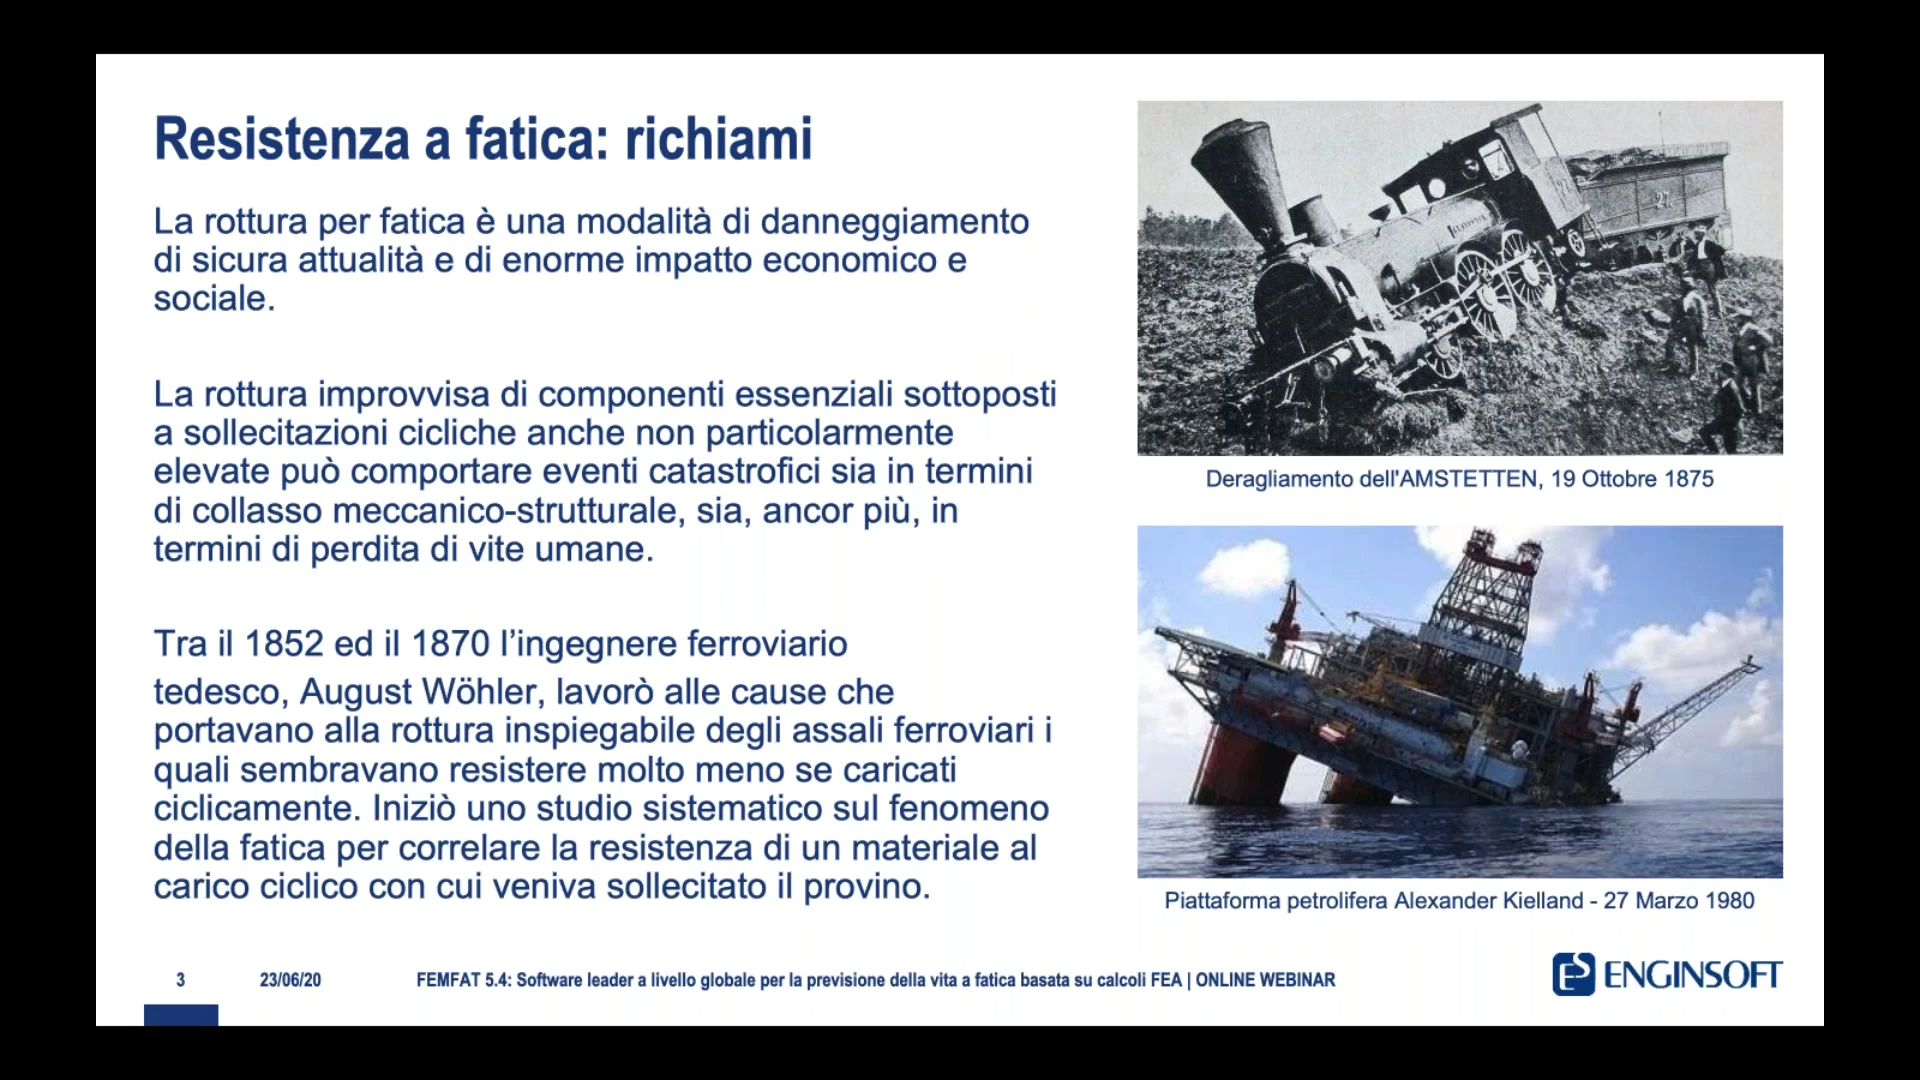 Resistenza a fatica: richiami
La rottura per fatica è una modalità di danneggiamento
di sicura attualità e di enorme impatto economico e
sociale.
La rottura improvvisa di componenti essenziali sottoposti
a sollecitazioni cicliche anche non particolarmente
elevate può comportare eventi catastrofici sia in termini
di collasso meccanico-strutturale, sia, ancor più, in
termini di perdita di vite umane.
Tra il 1852 ed il 1870 l’ingegnere ferroviario
tedesco, August Wöhler, lavorò alle cause che
portavano alla rottura inspiegabile degli assali ferroviari i
quali sembravano resistere molto meno se caricati
ciclicamente. Iniziò uno studio sistematico sul fenomeno
della fatica per correlare la resistenza di un materiale al
carico ciclico con cui veniva sollecitato il provino.
27
Deragliamento dell'AMSTETTEN, 19 Ottobre 1875
Piattaforma petrolifera Alexander Kielland - 27 Marzo 1980
3
23/06/20
FEMFAT 5.4: Software leader a livello globale per la previsione della vita a fatica basata su calcoli FEA | ONLINE WEBINAR
ES ENGINSOFT